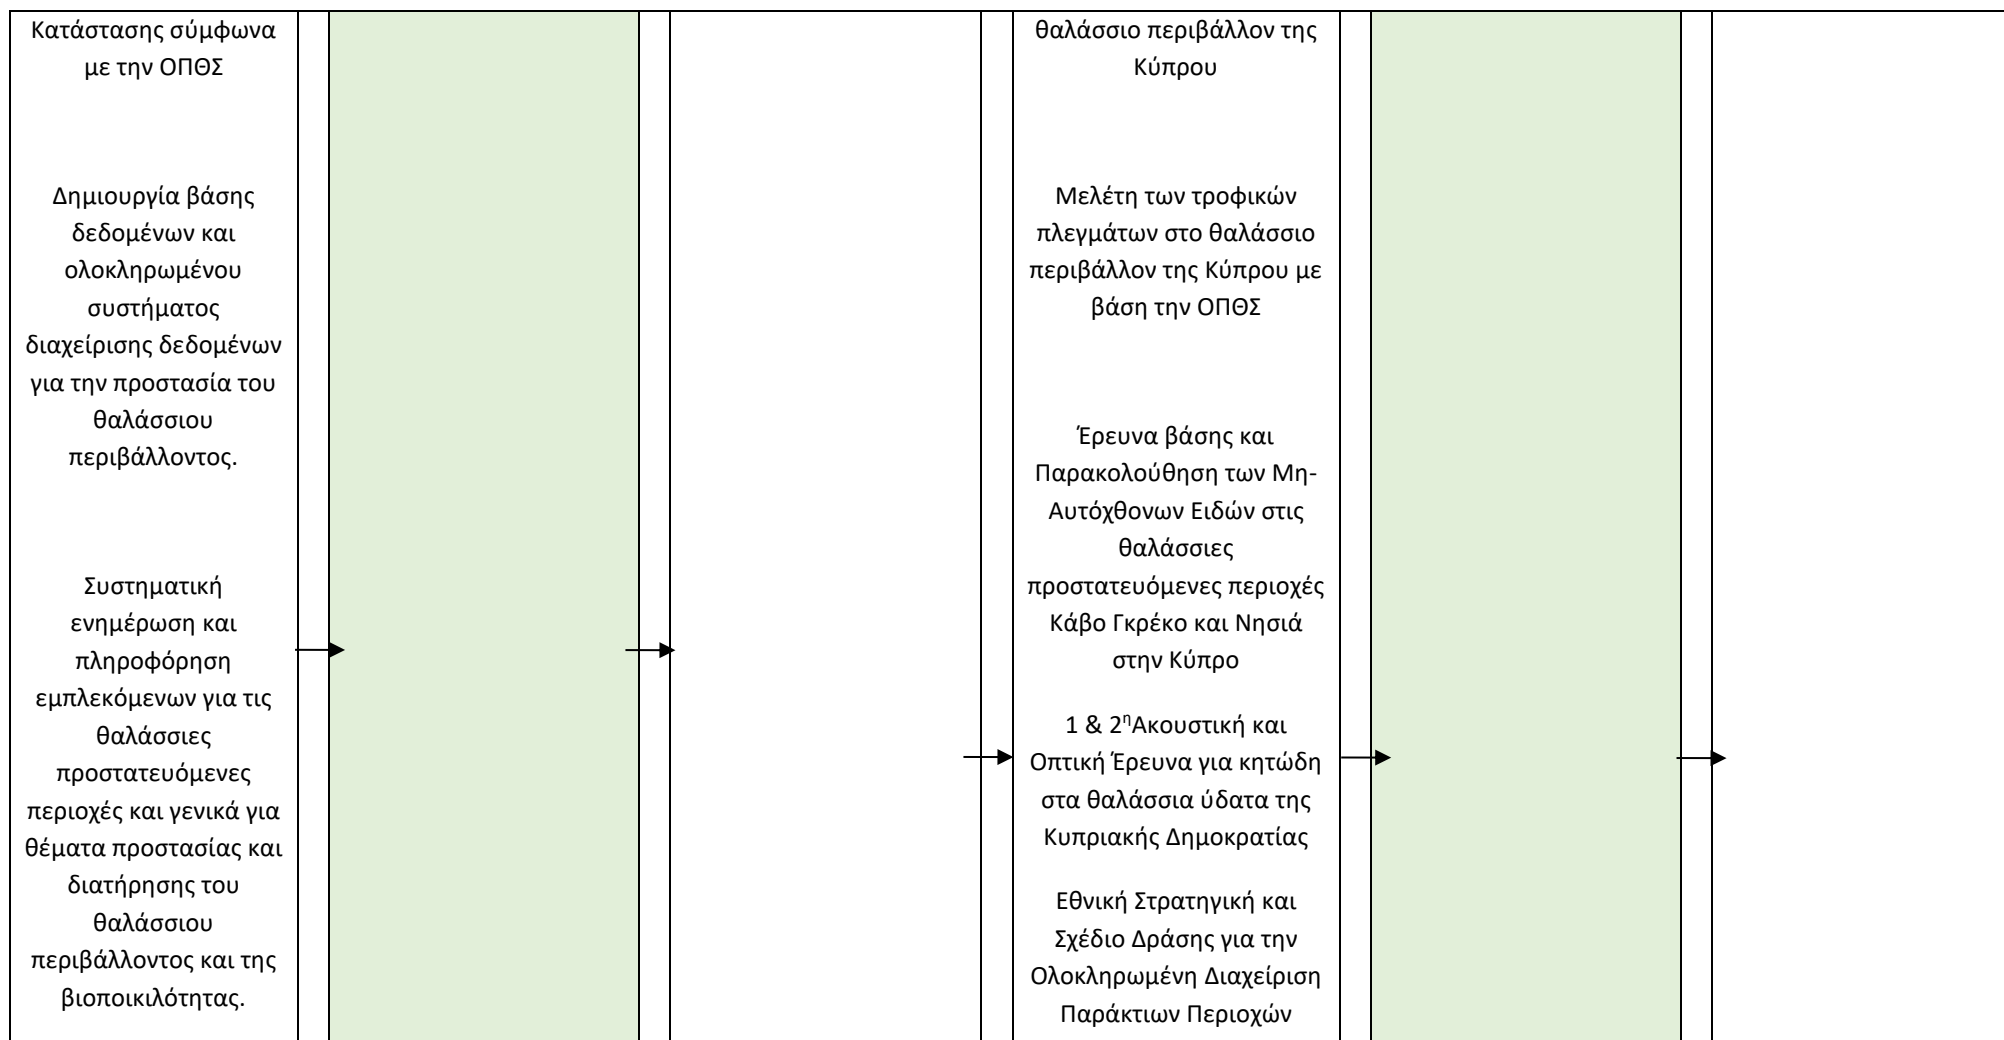 Κατάστασης σύμφωνα
με την ΟΠΘΣ
Δημιουργία βάσης
δεδομένων και
ολοκληρωμένου
συστήματος
διαχείρισης δεδομένων
για την προστασία του
θαλάσσιου
περιβάλλοντος.
Συστηματική
ενημέρωση και
πληροφόρηση
εμπλεκόμενων για τις
θαλάσσιες
προστατευόμενες
περιοχές και γενικά για
θέματα προστασίας και
διατήρησης του
θαλάσσιου
περιβάλλοντος και της
βιοποικιλότητας.
θαλάσσιο περιβάλλον της
Κύπρου
Μελέτη των τροφικών
πλεγμάτων στο θαλάσσιο
περιβάλλον της Κύπρου με
βάση την ΟΠΘΣ
Έρευνα βάσης και
Παρακολούθηση των Μη-
Αυτόχθονων Ειδών στις
θαλάσσιες
προστατευόμενες περιοχές
Κάβο Γκρέκο και Νησιά
στην Κύπρο
1 & 2ηΑκουστική και
Οπτική Έρευνα για κητώδη
στα θαλάσσια ύδατα της
Κυπριακής Δημοκρατίας
Εθνική Στρατηγική και
Σχέδιο Δράσης για την
Ολοκληρωμένη Διαχείριση
Παράκτιων Περιοχών